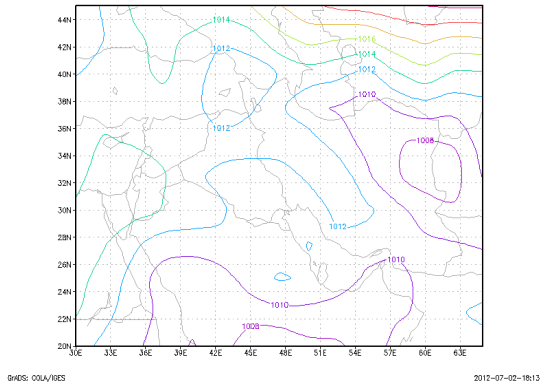 44N
1014
1016
42N
1012
1014
40N
1012
38N
1010
36N
1012
1008
34N
32N
30N
1012
28N
26N
1010
24N
1010
22N
1008
20N
30E 33E 36E 39E 42E 45E 48E 51E 54E 57E 60E 63E
GrADS: COLA/IGES 2012-07-02-18:13